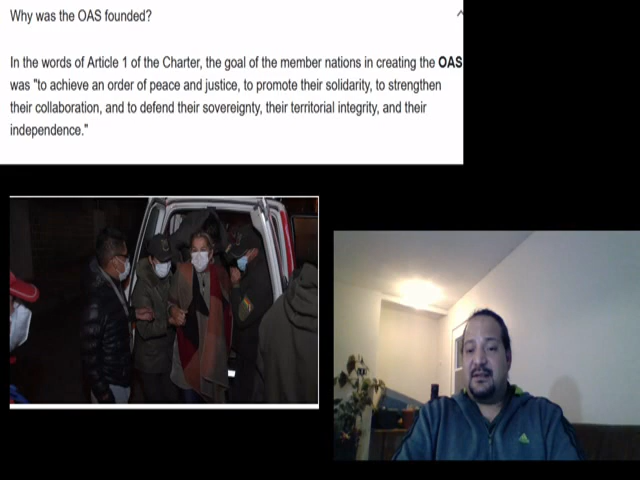 Why was the OAS founded?
In the words of Article 1 of the Charter, the goal of the member nations in creating the OAS
was "to achieve an order of peace and justice, to promote their solidarity, to strengthen
their collaboration, and to defend their sovereignty, their territorial integrity, and their
independence."